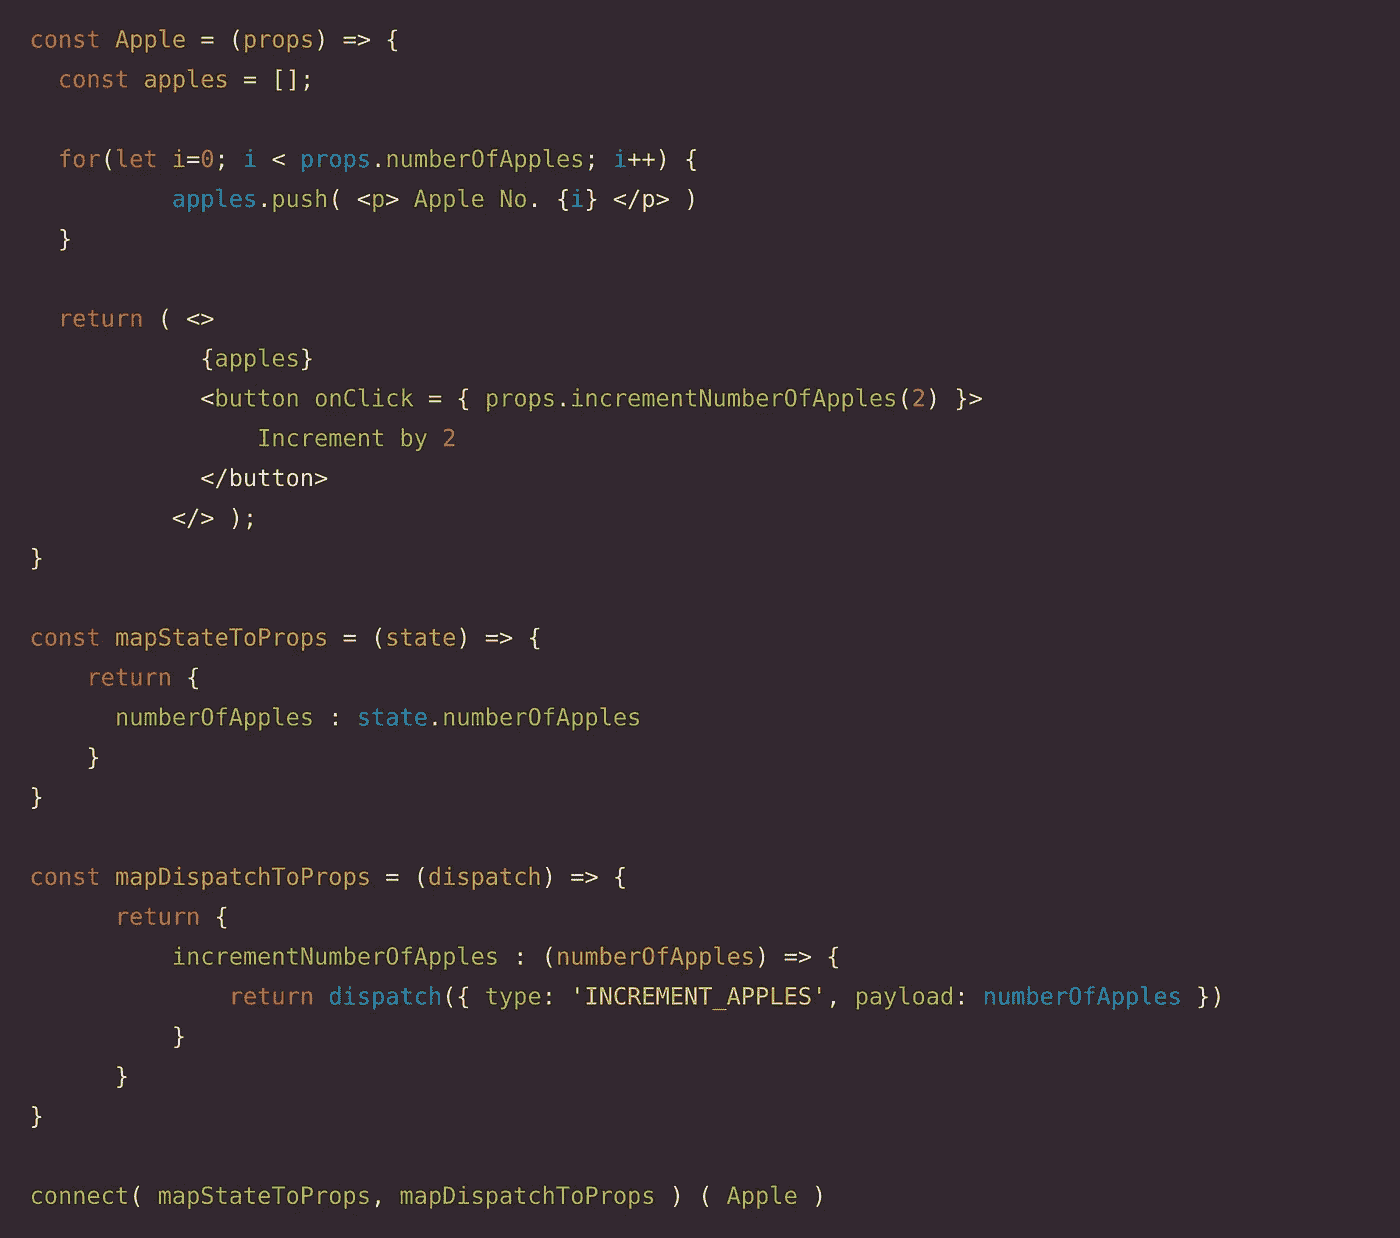 const Apple = (props) => {
  const apples = [];

  for(let i=0; i < props.numberOfApples; i++) {
          apples.push( <p> Apple No. {i} </p> )
  }

  return ( <>
            {apples}
            <button onClick = { props.incrementNumberOfApples(2) }>
                Increment by 2
            </button>
          </> );
}

const mapStateToProps = (state) => {
    return {
      numberOfApples : state.numberOfApples
    }
}

const mapDispatchToProps = (dispatch) => {
      return {
          incrementNumberOfApples : (numberOfApples) => {
              return dispatch({ type: 'INCREMENT_APPLES', payload: numberOfApples })
          }
      }
}

connect( mapStateToProps, mapDispatchToProps ) ( Apple )